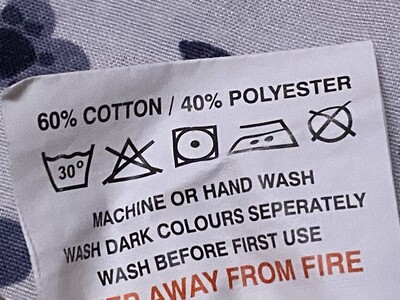 60% COTTON / 40% POLYESTER
30°
MACHINE OR HAND WASH
WASH DARK COLOURS SEPERATELY
WASH BEFORE FIRST USE
AWAY FROM FIRE